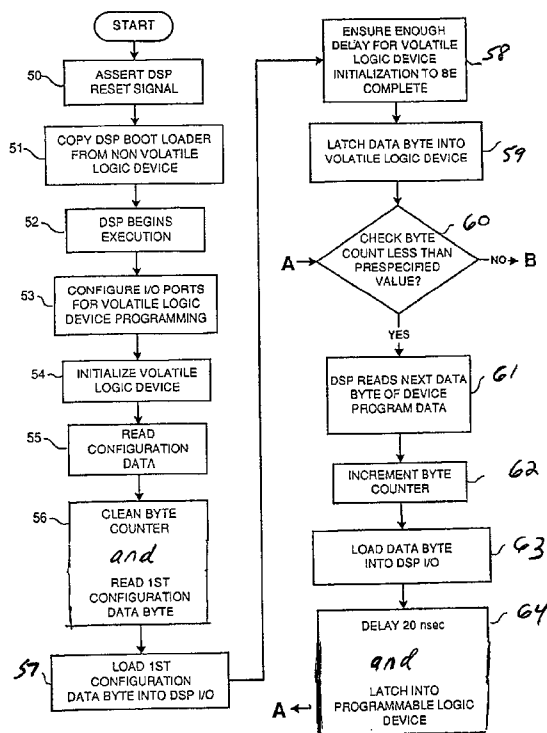 START
50
ASSERT DSP
RESET SIGNAL
51
COPY DSP BOOT LOADER
FROM NON VOLATILE
LOGIC DEVICE
52
DSP BEGINS
EXECUTION
53
CONFIGURE I/O PORTS
FOR VOLATILE LOGIC
DEVICE PROGRAMMING
54
INITIALIZE VOLATILE
LOGIC DEVICE
55
READ
CONFIGURATION
DATA
56
CLEAN BYTE
COUNTER
and
READ 1ST
CONFIGURATION
DATA BYTE
57
LOAD 1ST
CONFIGURATION
DATA BYTE INTO DSP I/O
ENSURE ENOUGH
DELAY FOR VOLATILE
LOGIC DEVICE
INITIALIZATION TO BE
COMPLETE
58
LATCH DATA BYTE INTO
VOLATILE LOGIC DEVICE
59
60
A
CHECK BYTE
COUNT LESS THAN
PRESPECIFIED
VALUE?
NO B
YES
DSP READS NEXT DATA
BYTE OF DEVICE
PROGRAM DATA
61
INCREMENT BYTE
COUNTER
62
LOAD DATA BYTE
INTO DSP I/O
63
64
DELAY 20 nsec
and
LATCH INTO
PROGRAMMABLE LOGIC
DEVICE
A